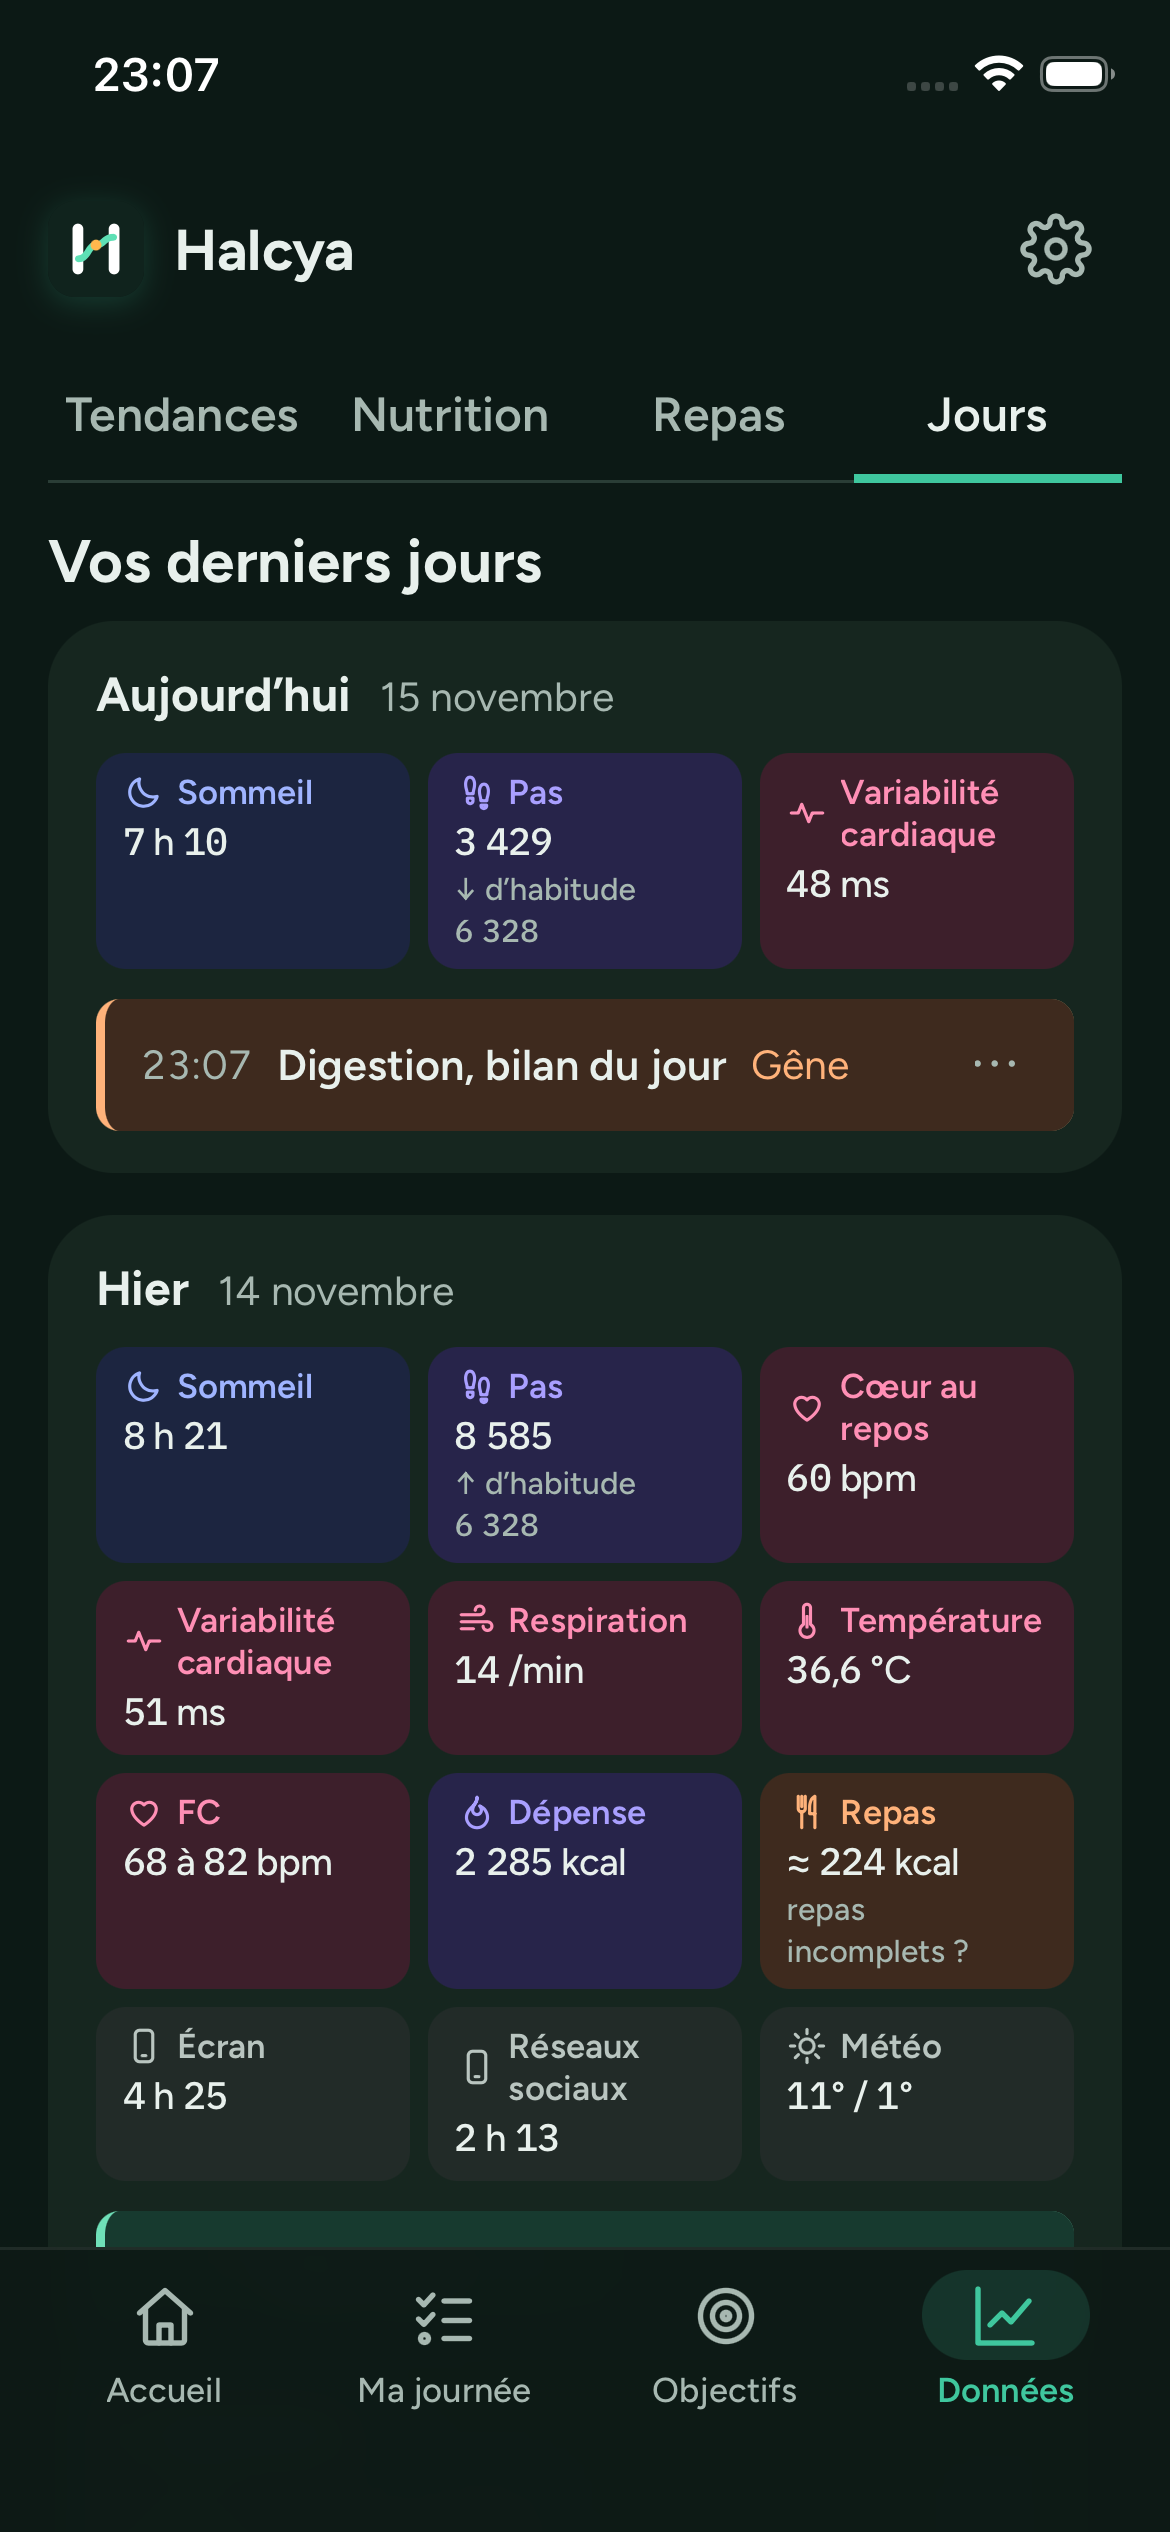 23:07
Halcya
Tendances Nutrition Repas Jours
Vos derniers jours
Aujourd’hui 15 novembre
Sommeil
7 h 10
Pas
3 429
↓ d’habitude
6 328
Variabilité
cardiaque
48 ms
23:07 Digestion, bilan du jour Gêne ...
Hier 14 novembre
Sommeil
8 h 21
Pas
8 585
↑ d’habitude
6 328
Cœur au
repos
60 bpm
Variabilité
cardiaque
51 ms
Respiration
14 /min
Température
36,6 °C
FC
68 à 82 bpm
Dépense
2 285 kcal
Repas
≈ 224 kcal
repas
incomplets ?
Écran
4 h 25
Réseaux
sociaux
2 h 13
Météo
11° / 1°
Accueil Ma journée Objectifs Données